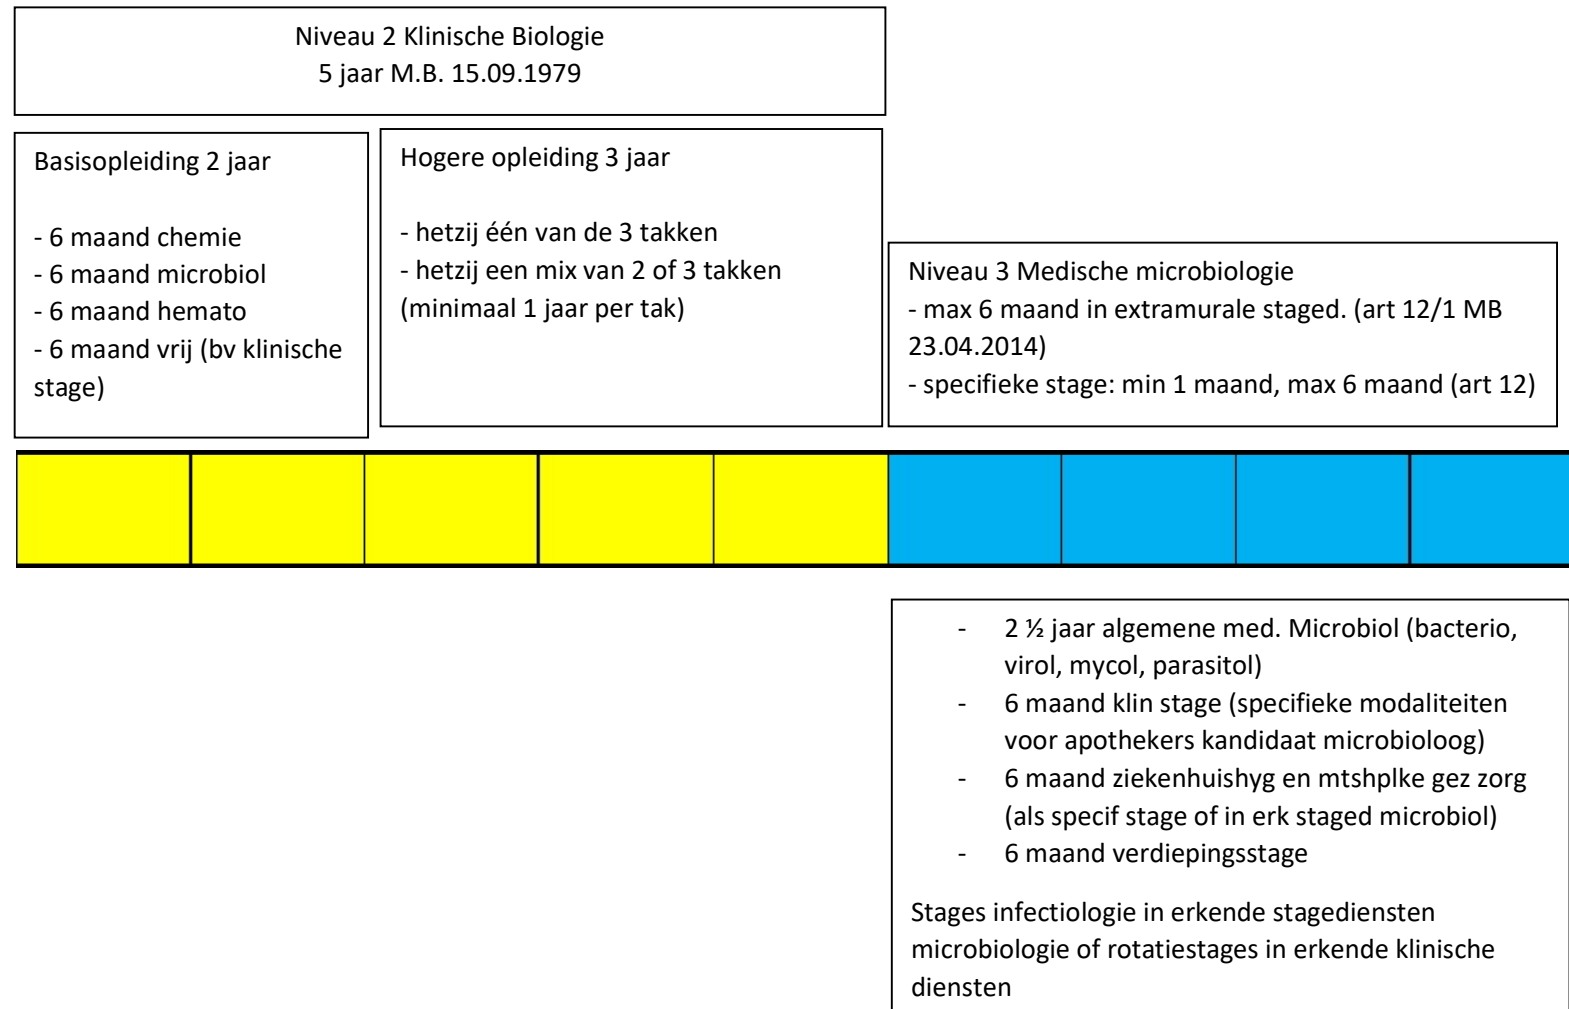 Niveau 2 Klinische Biologie
5 jaar M.B. 15.09.1979
Basisopleiding 2 jaar
- 6 maand chemie
- 6 maand microbiol
- 6 maand hemato
- 6 maand vrij (bv klinische
stage)
Hogere opleiding 3 jaar
- hetzij één van de 3 takken
- hetzij een mix van 2 of 3 takken
(minimaal 1 jaar per tak)
Niveau 3 Medische microbiologie
- max 6 maand in extramurale staged. (art 12/1 MB
23.04.2014)
- specifieke stage: min 1 maand, max 6 maand (art 12)
- 2 ½ jaar algemene med. Microbiol (bacterio,
virol, mycol, parasitol)
- 6 maand klin stage (specifieke modaliteiten
voor apothekers kandidaat microbioloog)
- 6 maand ziekenhuishyg en mtshplke gez zorg
(als specif stage of in erk staged microbiol)
- 6 maand verdiepingsstage
Stages infectiologie in erkende stagediensten
microbiologie of rotatiestages in erkende klinische
diensten